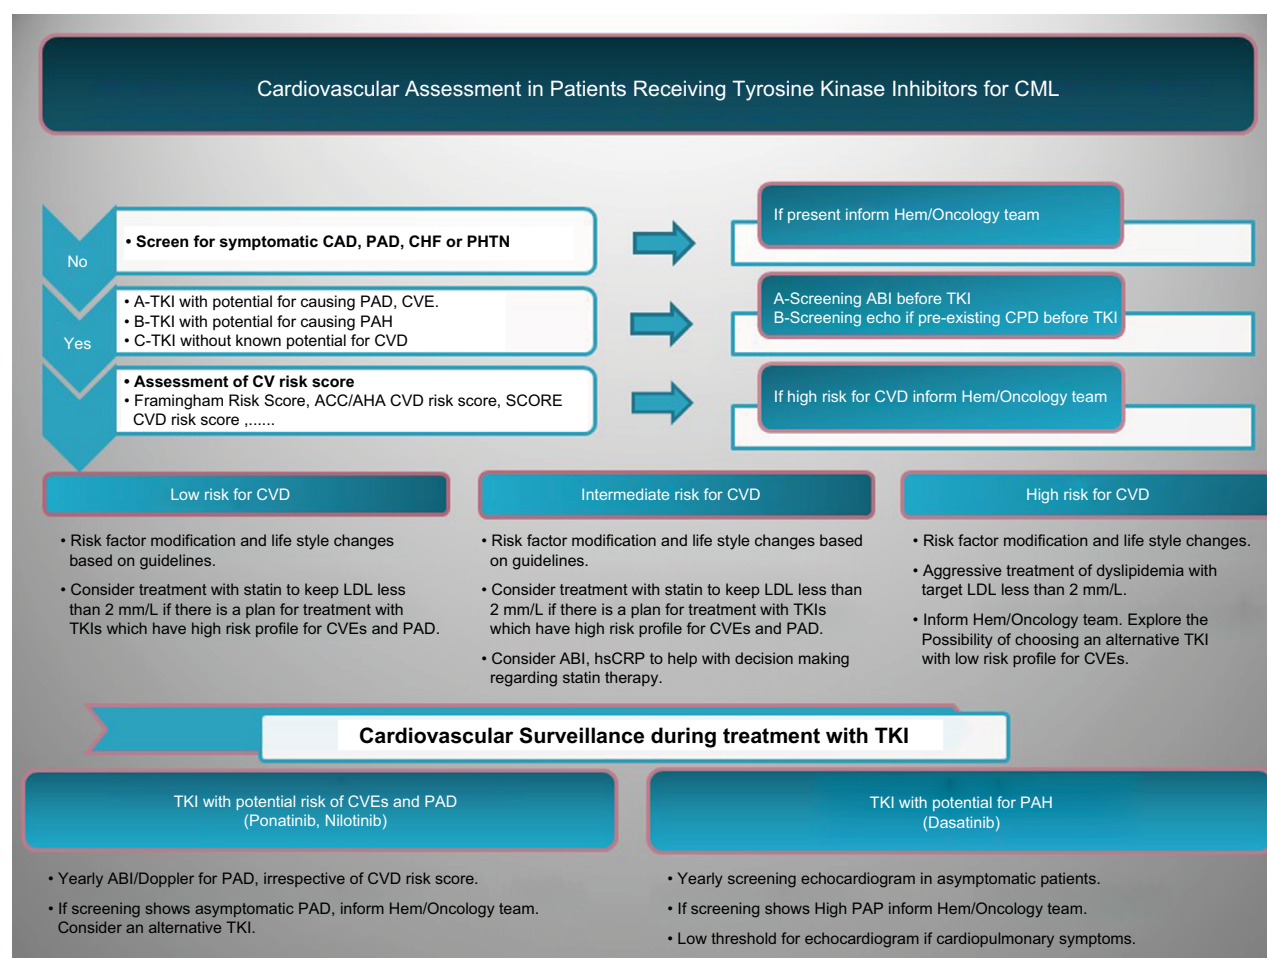 Cardiovascular Assessment in Patients Receiving Tyrosine Kinase Inhibitors for CML
No
• Screen for symptomatic CAD, PAD, CHF or PHTN
If present inform Hem/Oncology team
Yes
• A-TKI with potential for causing PAD, CVE.
• B-TKI with potential for causing PAH
• C-TKI without known potential for CVD
A-Screening ABI before TKI
B-Screening echo if pre-existing CPD before TKI
• Assessment of CV risk score
• Framingham Risk Score, ACC/AHA CVD risk score, SCORE
CVD risk score ,......
If high risk for CVD inform Hem/Oncology team
Low risk for CVD
• Risk factor modification and life style changes
based on guidelines.
• Consider treatment with statin to keep LDL less
than 2 mm/L if there is a plan for treatment with
TKIs which have high risk profile for CVEs and PAD.
Intermediate risk for CVD
• Risk factor modification and life style changes based
on guidelines.
• Consider treatment with statin to keep LDL less than
2 mm/L if there is a plan for treatment with TKIs
which have high risk profile for CVEs and PAD.
• Consider ABI, hsCRP to help with decision making
regarding statin therapy.
High risk for CVD
• Risk factor modification and life style changes.
• Aggressive treatment of dyslipidemia with
target LDL less than 2 mm/L.
• Inform Hem/Oncology team. Explore the
Possibility of choosing an alternative TKI
with low risk profile for CVEs.
Cardiovascular Surveillance during treatment with TKI
TKI with potential risk of CVEs and PAD
(Ponatinib, Nilotinib)
• Yearly ABI/Doppler for PAD, irrespective of CVD risk score.
• If screening shows asymptomatic PAD, inform Hem/Oncology team.
Consider an alternative TKI.
TKI with potential for PAH
(Dasatinib)
• Yearly screening echocardiogram in asymptomatic patients.
• If screening shows High PAP inform Hem/Oncology team.
• Low threshold for echocardiogram if cardiopulmonary symptoms.